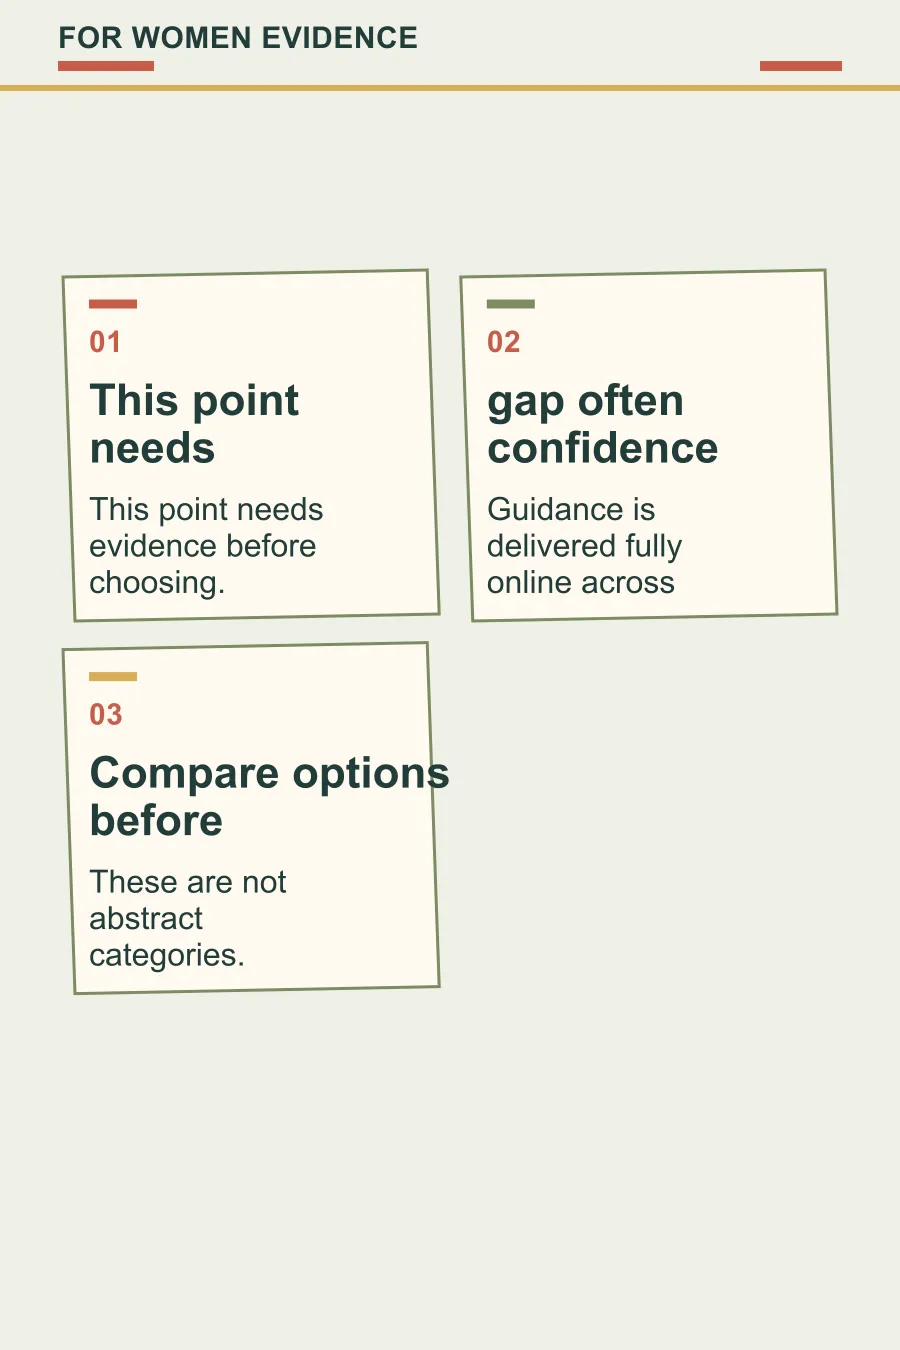 FOR WOMEN EVIDENCE
01
This point
needs
This point needs
evidence before
choosing.
02
gap often
confidence
Guidance is
delivered fully
online across
03
Compare options
before
These are not
abstract
categories.